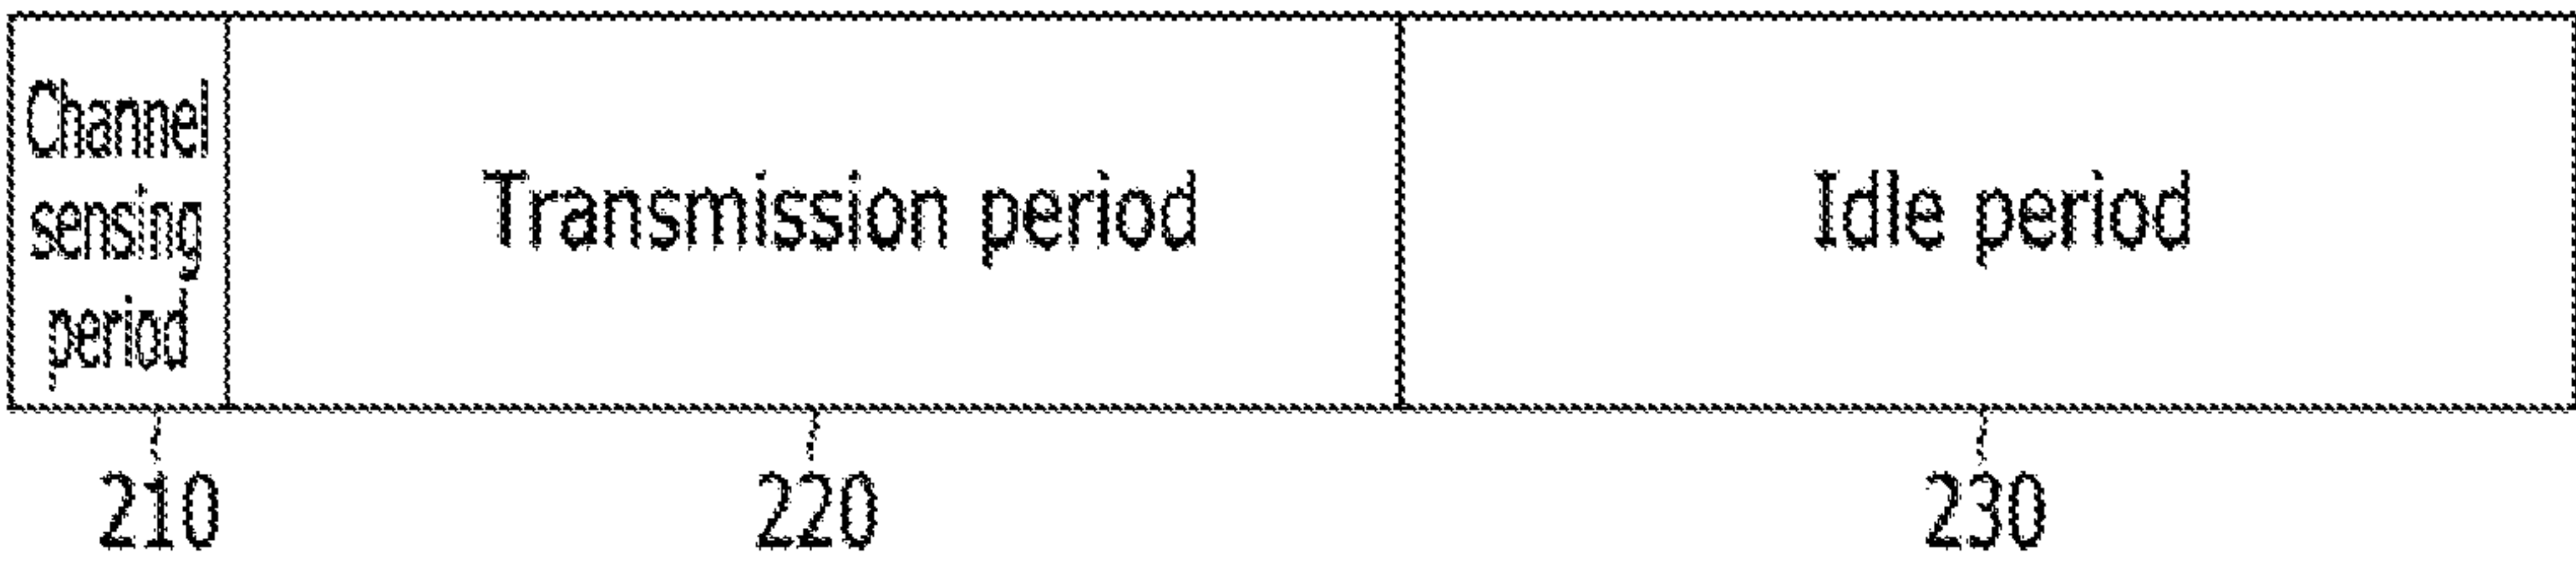 Channel
sensing
period
Transmission period
Idle period
210
220
230